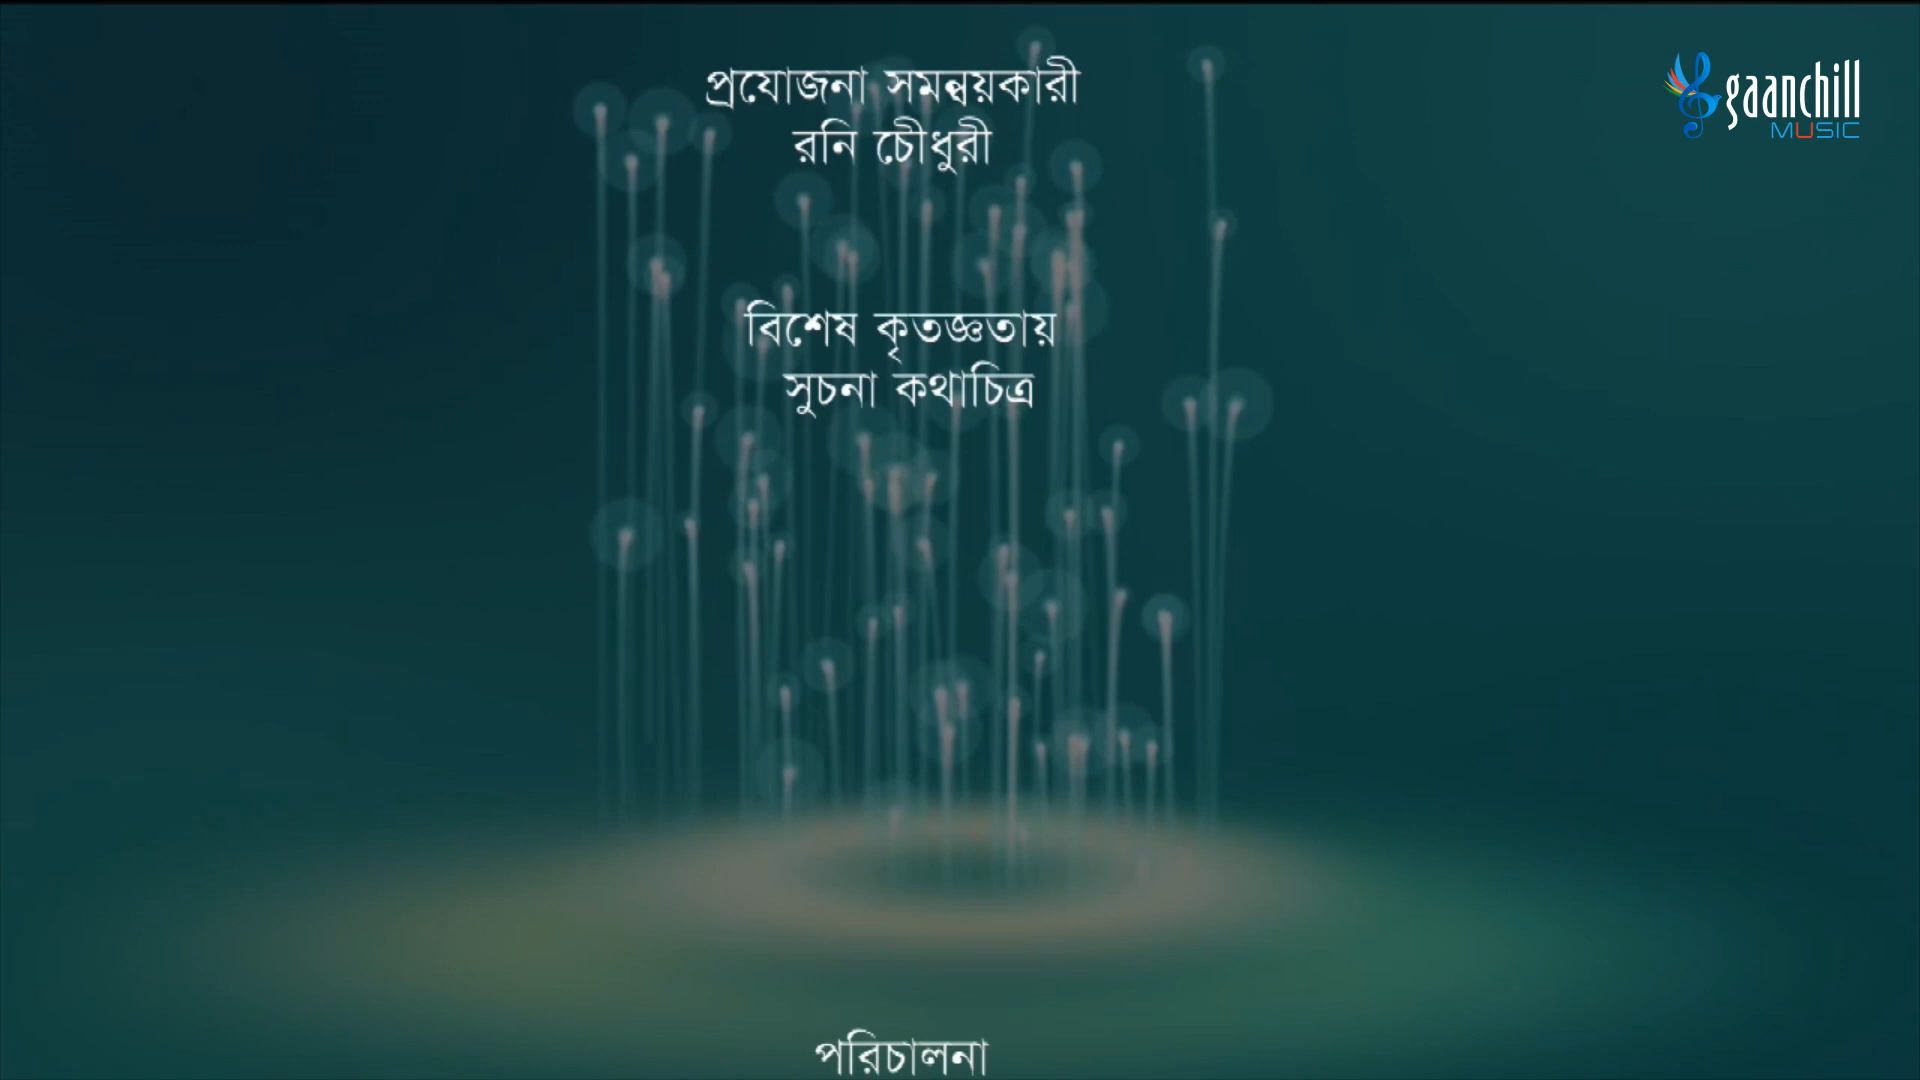 প্রযোজনা সমন্বয়কারী
রনি চৌধুরী
gaanchill
MUSIC
বিশেষ কৃতজ্ঞতায়
সুচনা কথাচিত্র
পরিচালনা